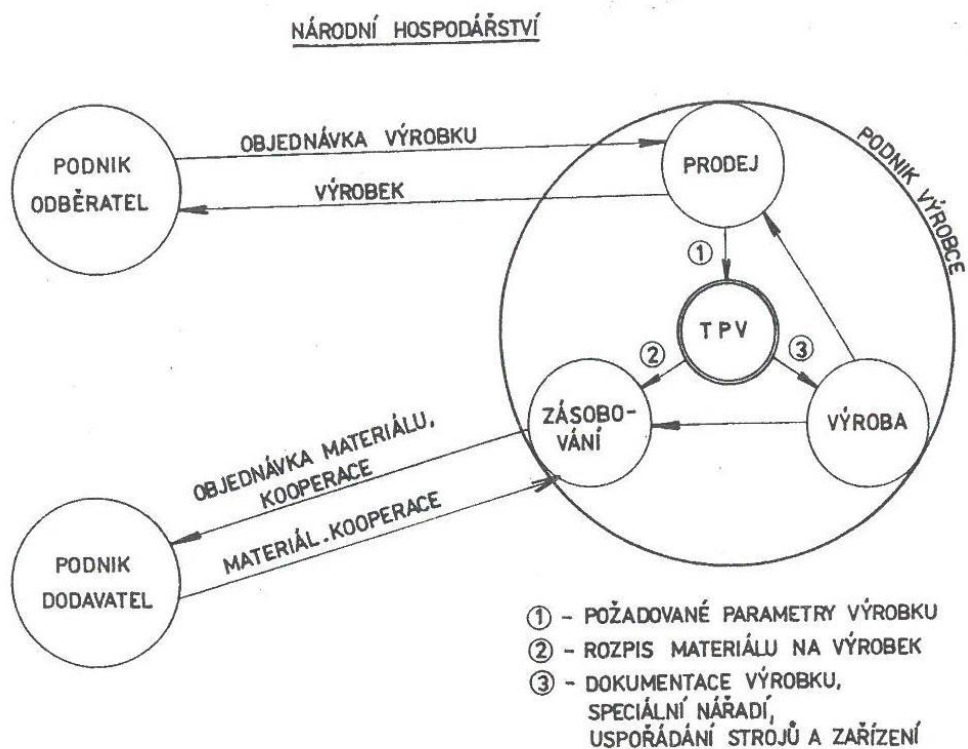 NÁRODNÍ HOSPODÁŘSTVÍ
PODNIK
ODBĚRATEL
OBJEDNÁVKA VÝROBKU
VÝROBEK
PRODEJ
PODNIK VÝROBCE
①
TPV
②
③
ZÁSOBO-
VÁNÍ
VÝROBA
OBJEDNÁVKA MATERIÁLU,
KOOPERACE
MATERIÁL.KOOPERACE
PODNIK
DODAVATEL
① - POŽADOVANÉ PARAMETRY VÝROBKU
② - ROZPIS MATERIÁLU NA VÝROBEK
③ - DOKUMENTACE VÝROBKU,
SPECIÁLNÍ NÁŘADÍ,
USPOŘÁDÁNÍ STROJŮ A ZAŘÍZENÍ